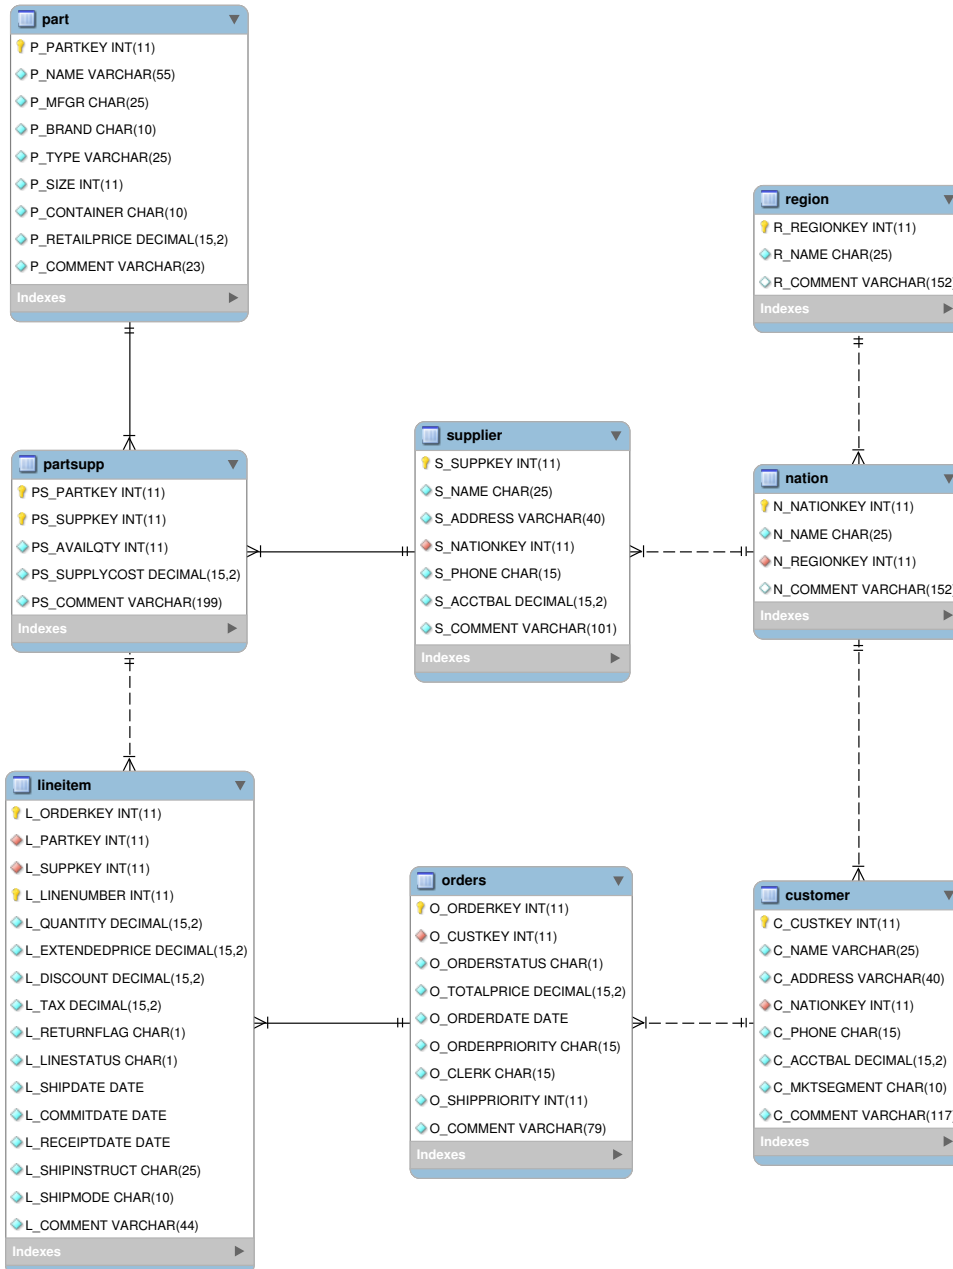 part
P_PARTKEY INT(11)
P_NAME VARCHAR(55)
P_MFGR CHAR(25)
P_BRAND CHAR(10)
P_TYPE VARCHAR(25)
P_SIZE INT(11)
P_CONTAINER CHAR(10)
P_RETAILPRICE DECIMAL(15,2)
P_COMMENT VARCHAR(23)
Indexes
region
R_REGIONKEY INT(11)
R_NAME CHAR(25)
R_COMMENT VARCHAR(152)
Indexes
partsupp
PS_PARTKEY INT(11)
PS_SUPPKEY INT(11)
PS_AVAILQTY INT(11)
PS_SUPPLYCOST DECIMAL(15,2)
PS_COMMENT VARCHAR(199)
Indexes
supplier
S_SUPPKEY INT(11)
S_NAME CHAR(25)
S_ADDRESS VARCHAR(40)
S_NATIONKEY INT(11)
S_PHONE CHAR(15)
S_ACCTBAL DECIMAL(15,2)
S_COMMENT VARCHAR(101)
Indexes
nation
N_NATIONKEY INT(11)
N_NAME CHAR(25)
N_REGIONKEY INT(11)
N_COMMENT VARCHAR(152)
Indexes
lineitem
L_ORDERKEY INT(11)
L_PARTKEY INT(11)
L_SUPPKEY INT(11)
L_LINENUMBER INT(11)
L_QUANTITY DECIMAL(15,2)
L_EXTENDEDPRICE DECIMAL(15,2)
L_DISCOUNT DECIMAL(15,2)
L_TAX DECIMAL(15,2)
L_RETURNFLAG CHAR(1)
L_LINESTATUS CHAR(1)
L_SHIPDATE DATE
L_COMMITDATE DATE
L_RECEIPTDATE DATE
L_SHIPINSTRUCT CHAR(25)
L_SHIPMODE CHAR(10)
L_COMMENT VARCHAR(44)
Indexes
orders
O_ORDERKEY INT(11)
O_CUSTKEY INT(11)
O_ORDERSTATUS CHAR(1)
O_TOTALPRICE DECIMAL(15,2)
O_ORDERDATE DATE
O_ORDERPRIORITY CHAR(15)
O_CLERK CHAR(15)
O_SHIPPRIORITY INT(11)
O_COMMENT VARCHAR(79)
Indexes
customer
C_CUSTKEY INT(11)
C_NAME VARCHAR(25)
C_ADDRESS VARCHAR(40)
C_NATIONKEY INT(11)
C_PHONE CHAR(15)
C_ACCTBAL DECIMAL(15,2)
C_MKTSEGMENT CHAR(10)
C_COMMENT VARCHAR(117)
Indexes